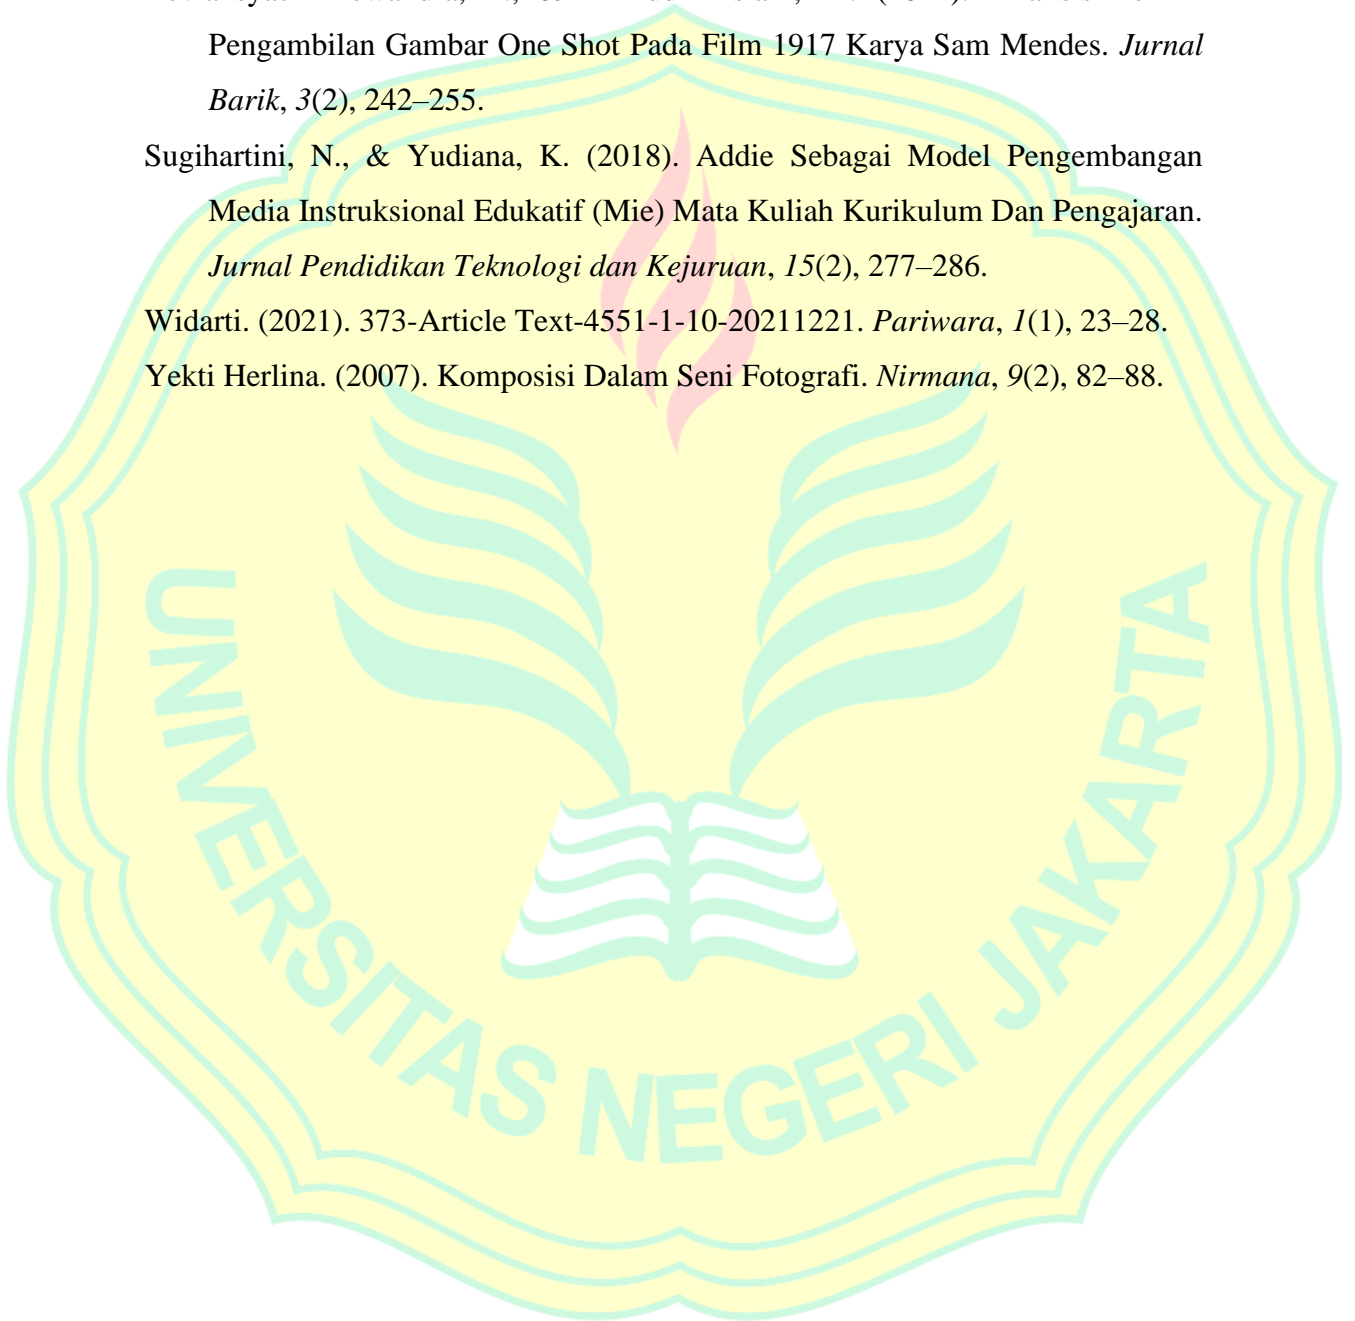 Pengambilan Gambar One Shot Pada Film 1917 Karya Sam Mendes. Jurnal
Barik, 3(2), 242–255.
Sugihartini, N., & Yudiana, K. (2018). Addie Sebagai Model Pengembangan
Media Instruksional Edukatif (Mie) Mata Kuliah Kurikulum Dan Pengajaran.
Jurnal Pendidikan Teknologi dan Kejuruan, 15(2), 277–286.
Widarti. (2021). 373-Article Text-4551-1-10-20211221. Pariwara, 1(1), 23–28.
Yekti Herlina. (2007). Komposisi Dalam Seni Fotografi. Nirmana, 9(2), 82–88.
UNIVERSITAS NEGERI JAKARTA